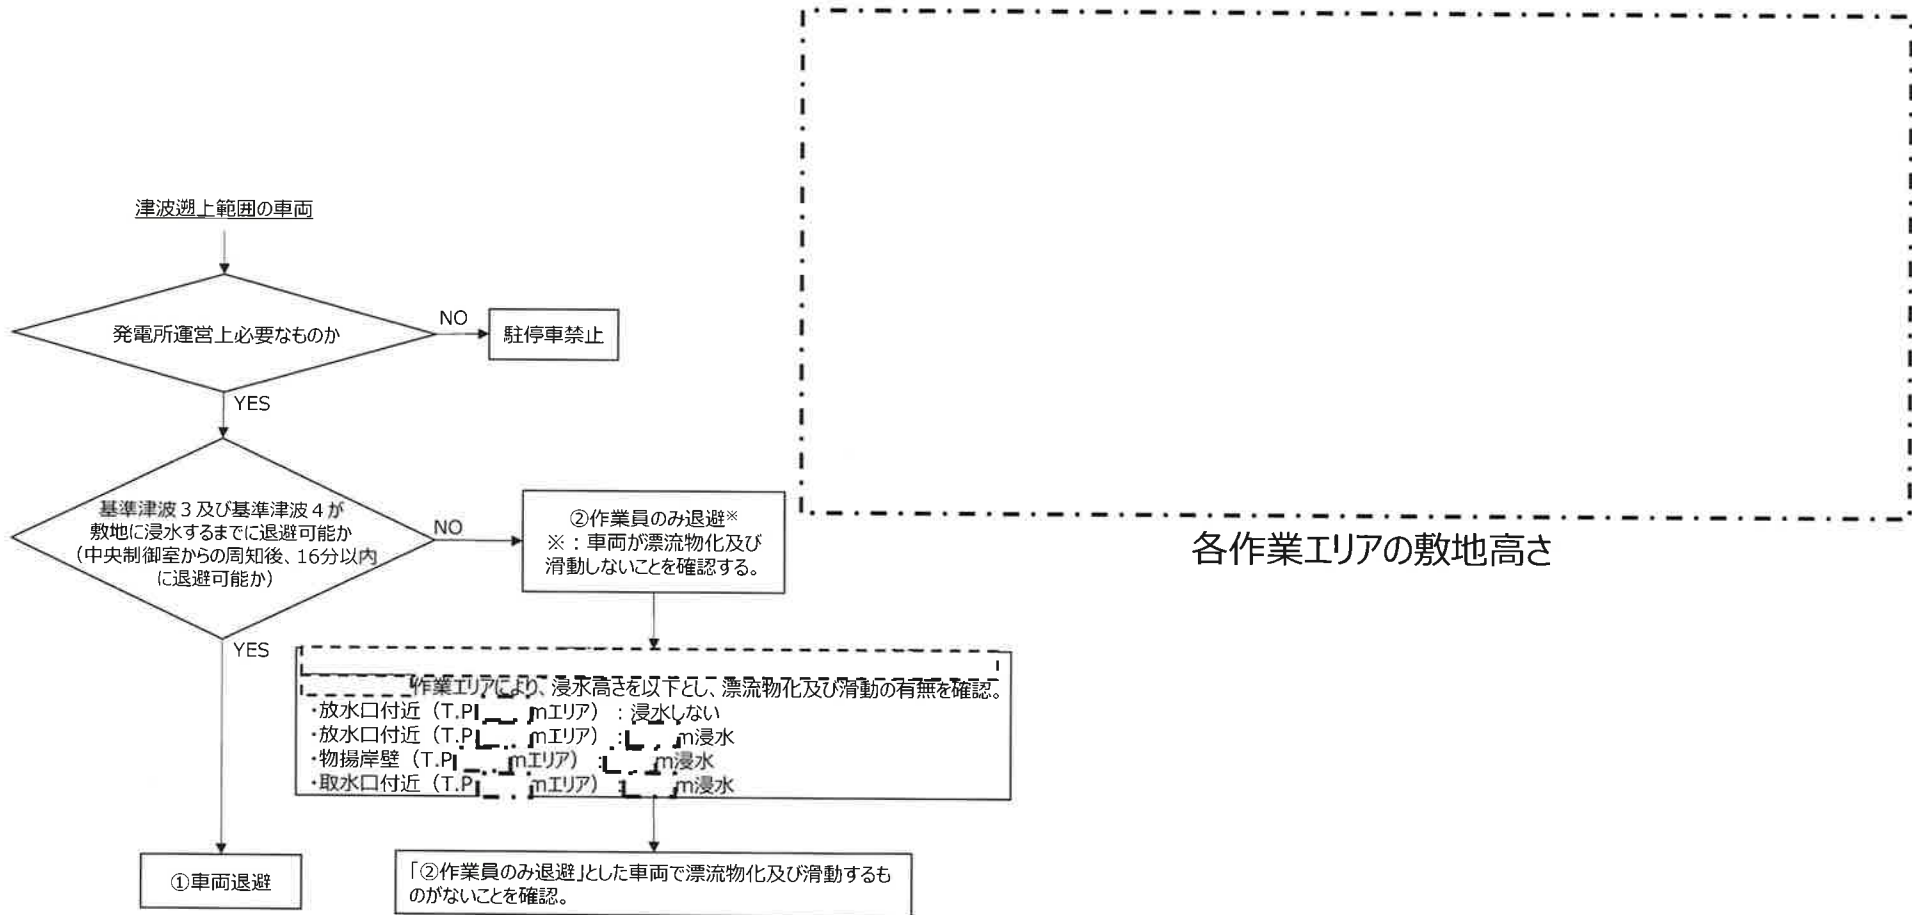 津波遡上範囲の車両
発電所運営上必要なものか
NO
駐停車禁止
YES
基準津波3及び基準津波4が
敷地に浸水するまでに退避可能か
(中央制御室からの周知後、16分以内
に退避可能か)
NO
②作業員のみ退避※
※:車両が漂流物化及び
滑動しないことを確認する。
各作業エリアの敷地高さ
YES
作業エリアにより、浸水高さを以下とし、漂流物化及び滑動の有無を確認。
・放水口付近(T.P mエリア):浸水しない
・放水口付近(T.P mエリア): m浸水
・物揚岸壁(T.P mエリア): m浸水
・取水口付近(T.P mエリア): m浸水
①車両退避
「②作業員のみ退避」とした車両で漂流物化及び滑動するも
のがないことを確認。